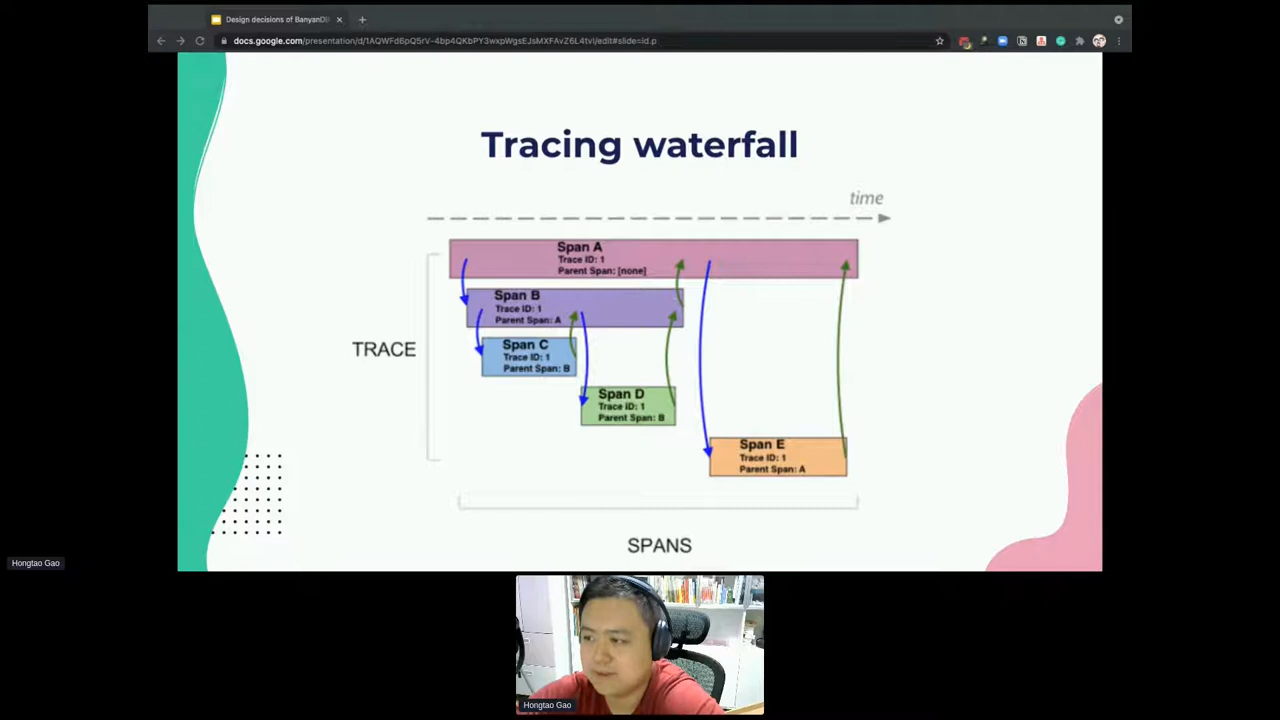 Design decisions of BanyanDB
docs.google.com/presentation/d/1AQWFd6pQ5rV-4bp4QKbPY3wxpWgsEJsMXFAvZ6L4tvI/edit#slide=id.p
Tracing waterfall
time
Span A
Trace ID: 1
Parent Span: [none]
Span B
Trace ID: 1
Parent Span: A
Span C
Trace ID: 1
Parent Span: B
TRACE
Span D
Trace ID: 1
Parent Span: B
Span E
Trace ID: 1
Parent Span: A
SPANS
Hongtao Gao
Hongtao Gao